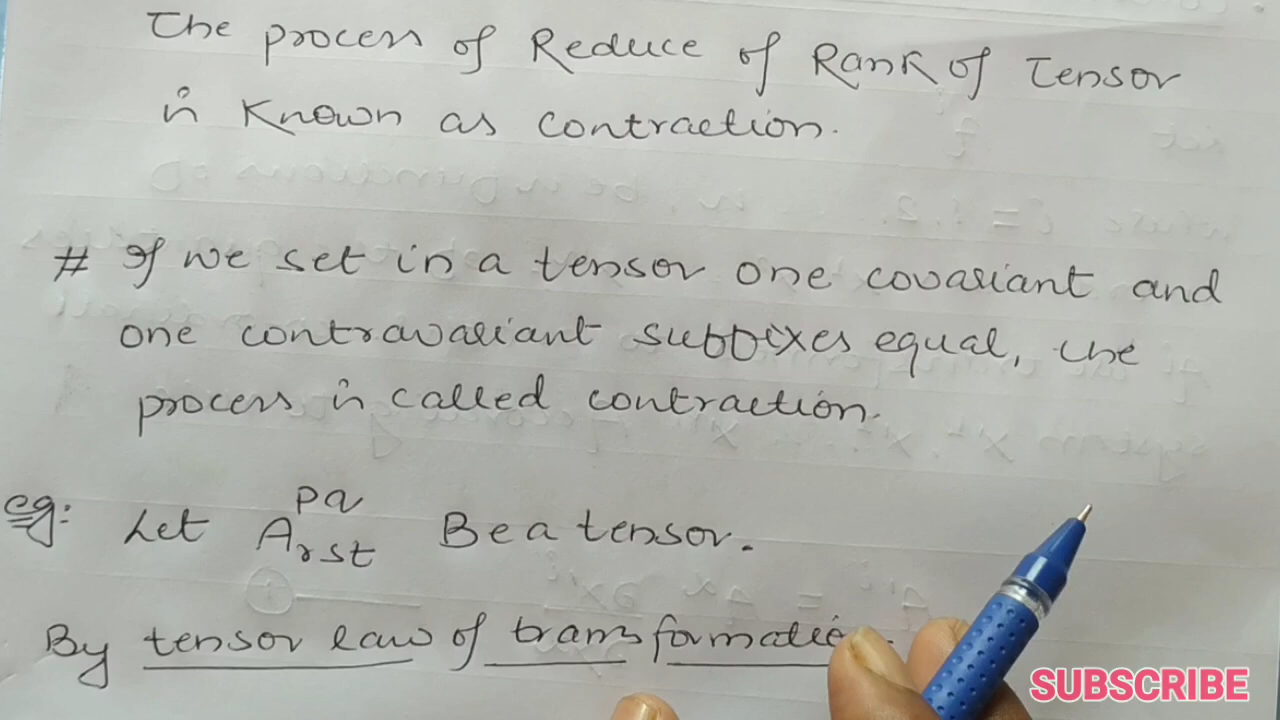 The process of Reduce of Rank of Tensor
is Known as contraction.
# If we set in a tensor one covariant and
one contravariant suffixes equal, the
process is called contraction.
eg: Let A^{pq}_{rst} Be a tensor.
By tensor law of transformation.
SUBSCRIBE